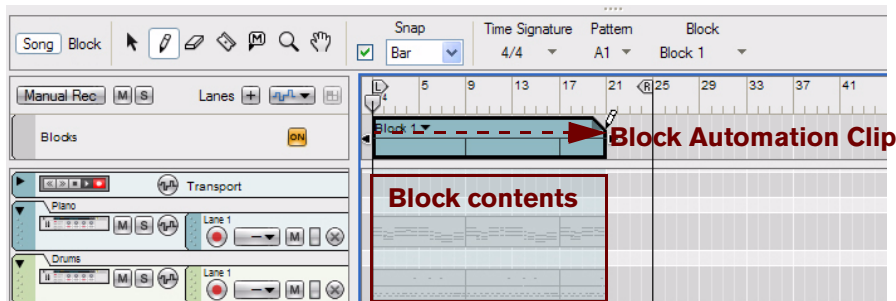 Snap Time Signature Pattern Block
Song Block Bar 4/4 A1 Block 1
Manual Rec M S Lanes L 5 9 13 17 21 R 25 29 33 37 41
4
Blocks ON Block 1 Block Automation Clip
Transport
Block contents
Piano
M S Lane 1 M
Drums
M S Lane 1 M